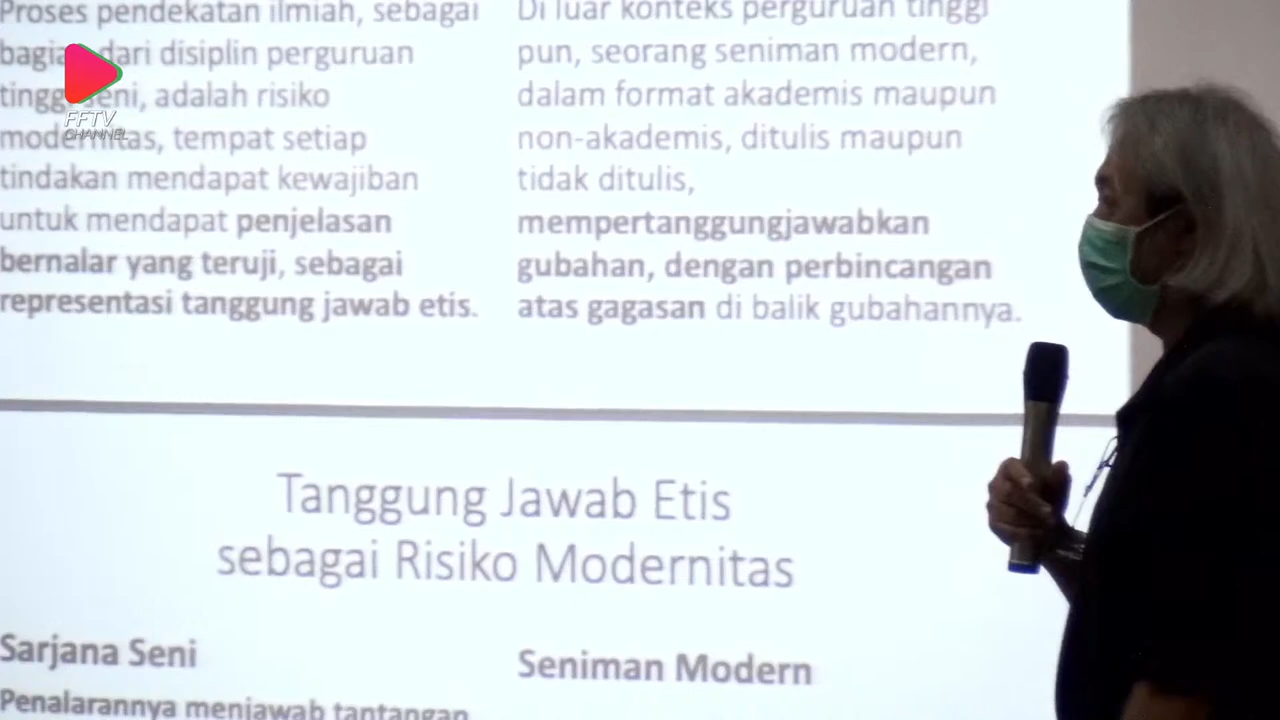 Proses pendekatan ilmiah, sebagai
bagian dari disiplin perguruan
tinggi seni, adalah risiko
modernitas, tempat setiap
tindakan mendapat kewajiban
untuk mendapat penjelasan
bernalar yang teruji, sebagai
representasi tanggung jawab etis.
Di luar konteks perguruan tinggi
pun, seorang seniman modern,
dalam format akademis maupun
non-akademis, ditulis maupun
tidak ditulis,
mempertanggungjawabkan
gubahan, dengan perbincangan
atas gagasan di balik gubahannya.
FFTV
CHANNEL
Tanggung Jawab Etis
sebagai Risiko Modernitas
Sarjana Seni
Penalarannya menjawab tantangan
Seniman Modern